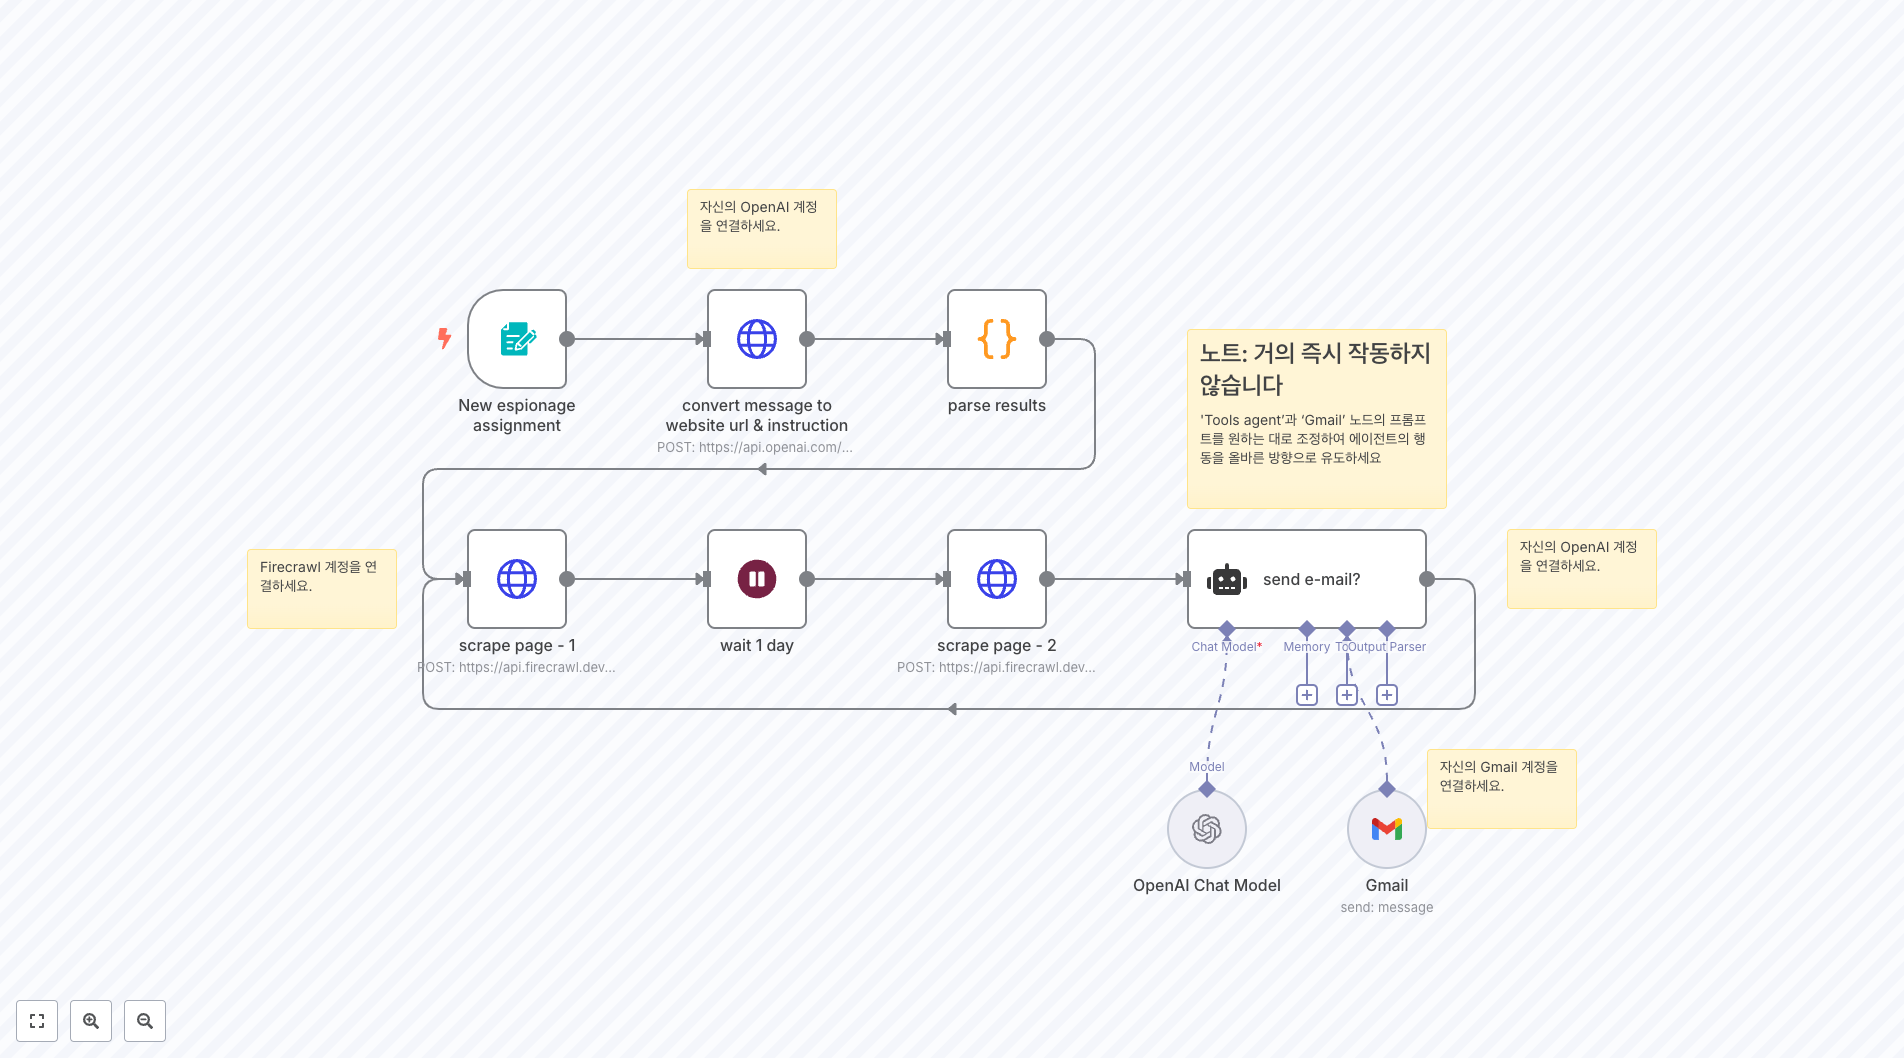 자신의 OpenAI 계정
을 연결하세요.
New espionage
assignment
convert message to
website url & instruction
POST: https://api.openai.com/...
parse results
노트: 거의 즉시 작동하지
않습니다
'Tools agent’과 ‘Gmail’ 노드의 프롬프
트를 원하는 대로 조정하여 에이전트의 행
동을 올바른 방향으로 유도하세요
Firecrawl 계정을 연
결하세요.
scrape page - 1
POST: https://api.firecrawl.dev...
wait 1 day
scrape page - 2
POST: https://api.firecrawl.dev...
send e-mail?
Chat Model*
Memory
To
Output Parser
자신의 OpenAI 계정
을 연결하세요.
Model
OpenAI Chat Model
Gmail
send: message
자신의 Gmail 계정을
연결하세요.